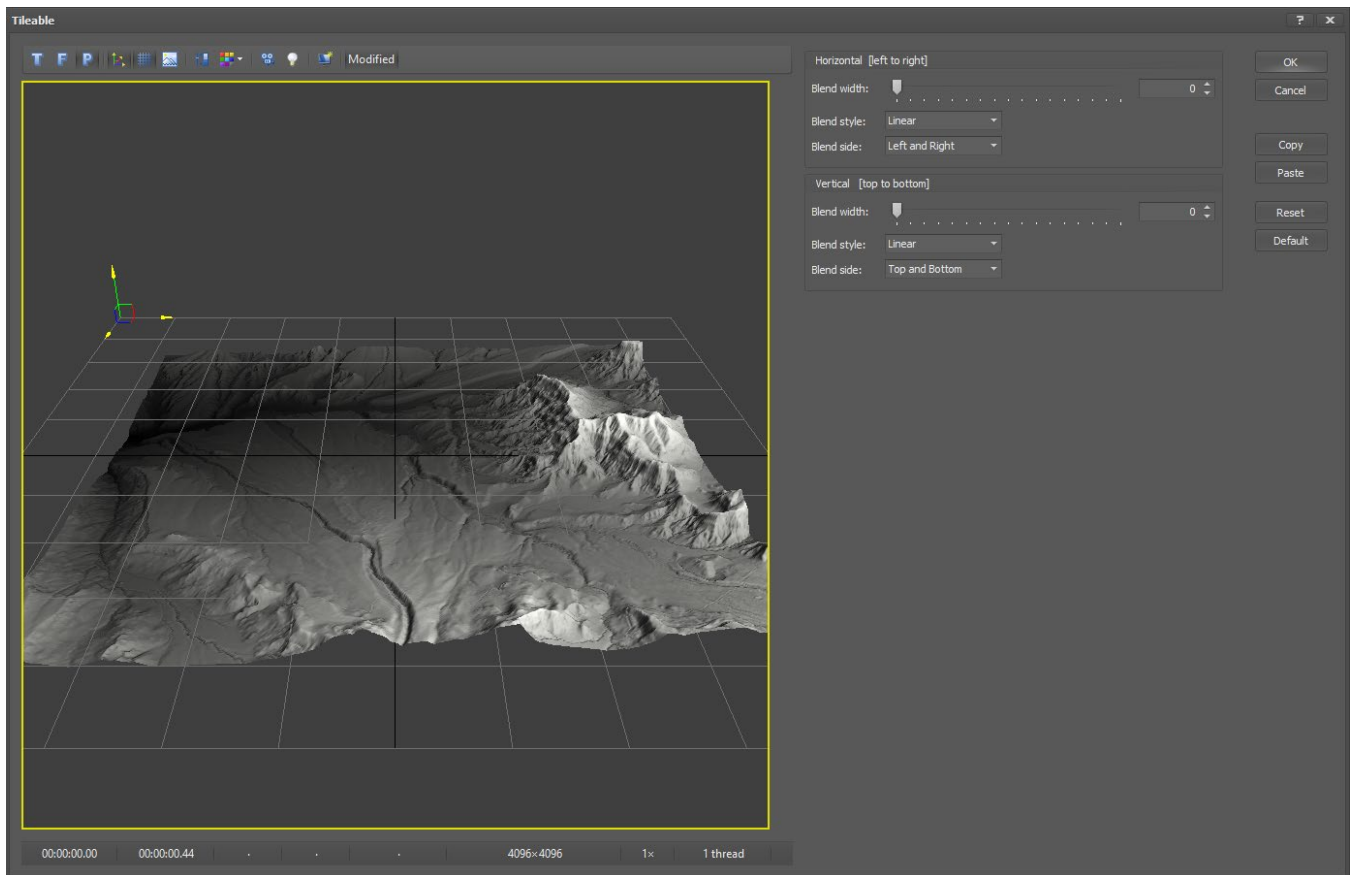 Tileable
? x
T F P Modified
Horizontal [left to right]
Blend width: 0
Blend style: Linear
Blend side: Left and Right
Vertical [top to bottom]
Blend width: 0
Blend style: Linear
Blend side: Top and Bottom
OK
Cancel
Copy
Paste
Reset
Default
00:00:00.00 00:00:00.44 . . . 4096×4096 1× 1 thread